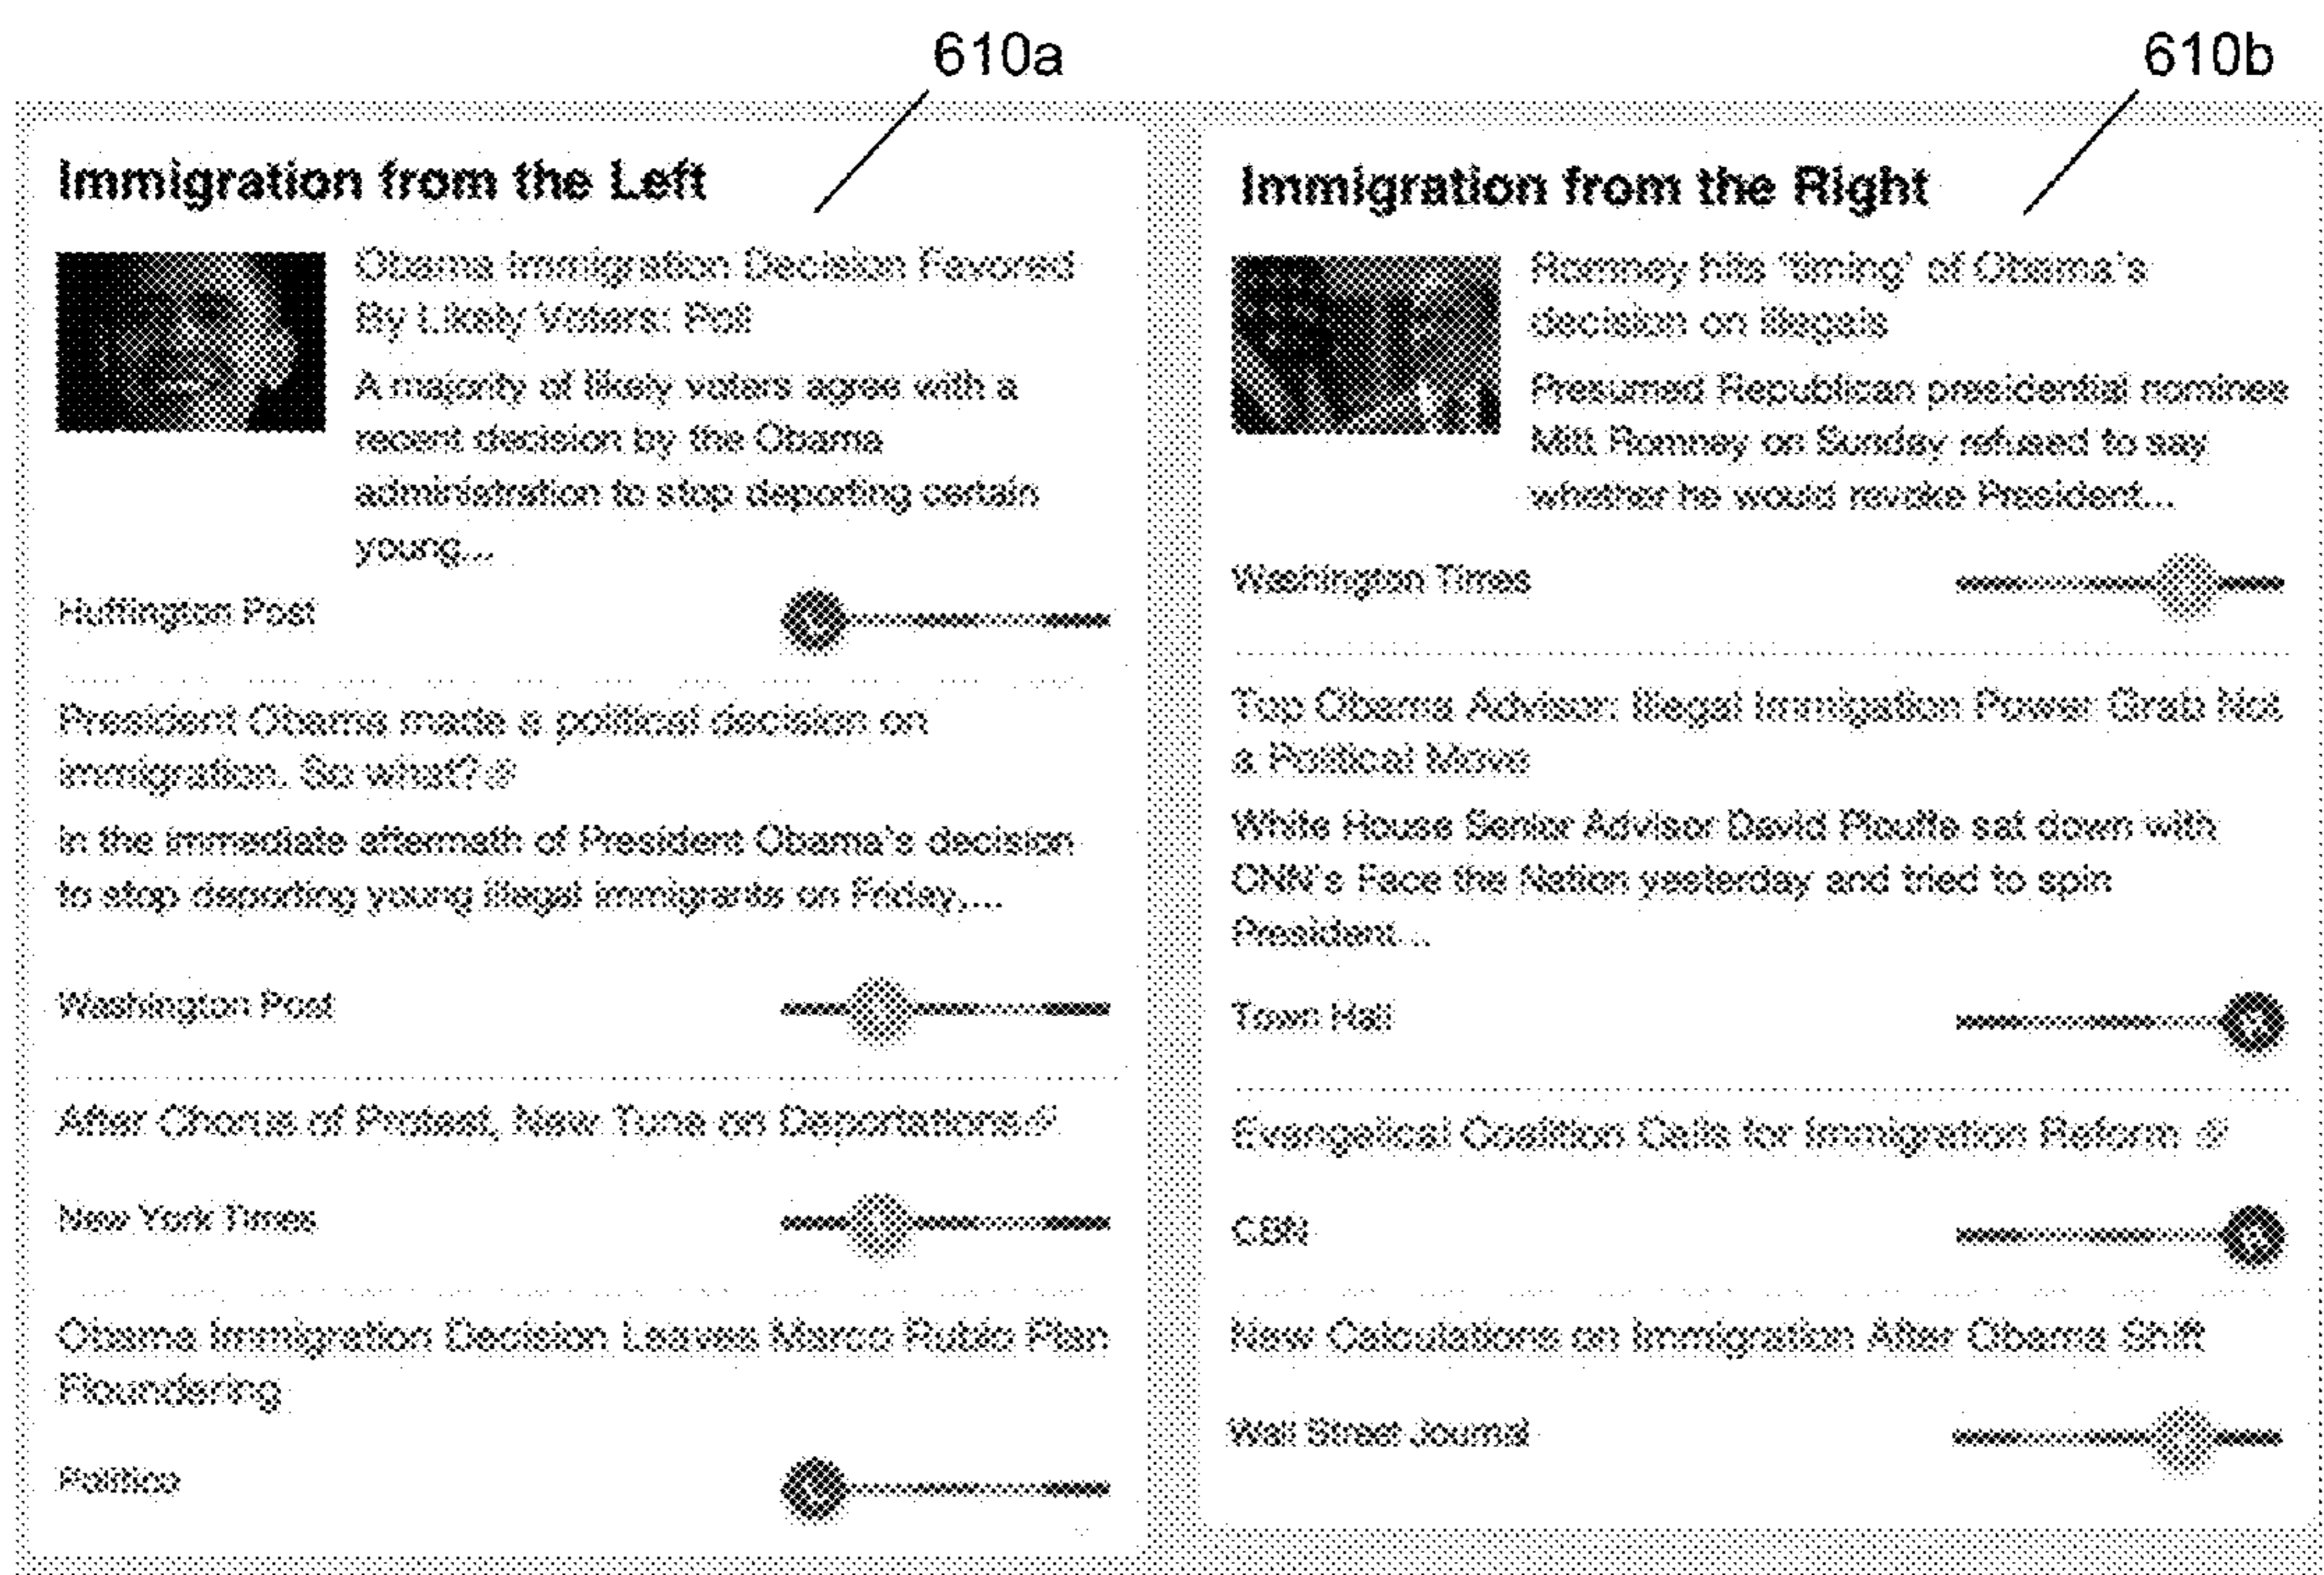 610a
610b
Immigration from the Left
Obama Immigration Decision Favored
By Likely Voters: Poll
A majority of likely voters agree with a
recent decision by the Obama
administration to stop deporting certain
young...
Huffington Post
President Obama made a political decision on
immigration. So what?
In the immediate aftermath of President Obama's decision
to stop deporting young illegal immigrants on Friday,...
Washington Post
After Chorus of Protest, New Tune on Deportations
New York Times
Obama Immigration Decision Leaves Marco Rubio Plan
Floundering
Politico
Immigration from the Right
Romney hits 'timing' of Obama's
decision on illegals
Presumed Republican presidential nominee
Mitt Romney on Sunday refused to say
whether he would revoke President...
Washington Times
Top Obama Advisor: Illegal Immigation Power Grab Not
a Political Move
White House Senior Advisor David Plouffe sat down with
CNN's Face the Nation yesterday and tried to spin
President...
Town Hall
Evangelical Coalition Calls for Immigration Reform
CBN
New Calculations on Immigration After Obama Shift
Wall Street Journal